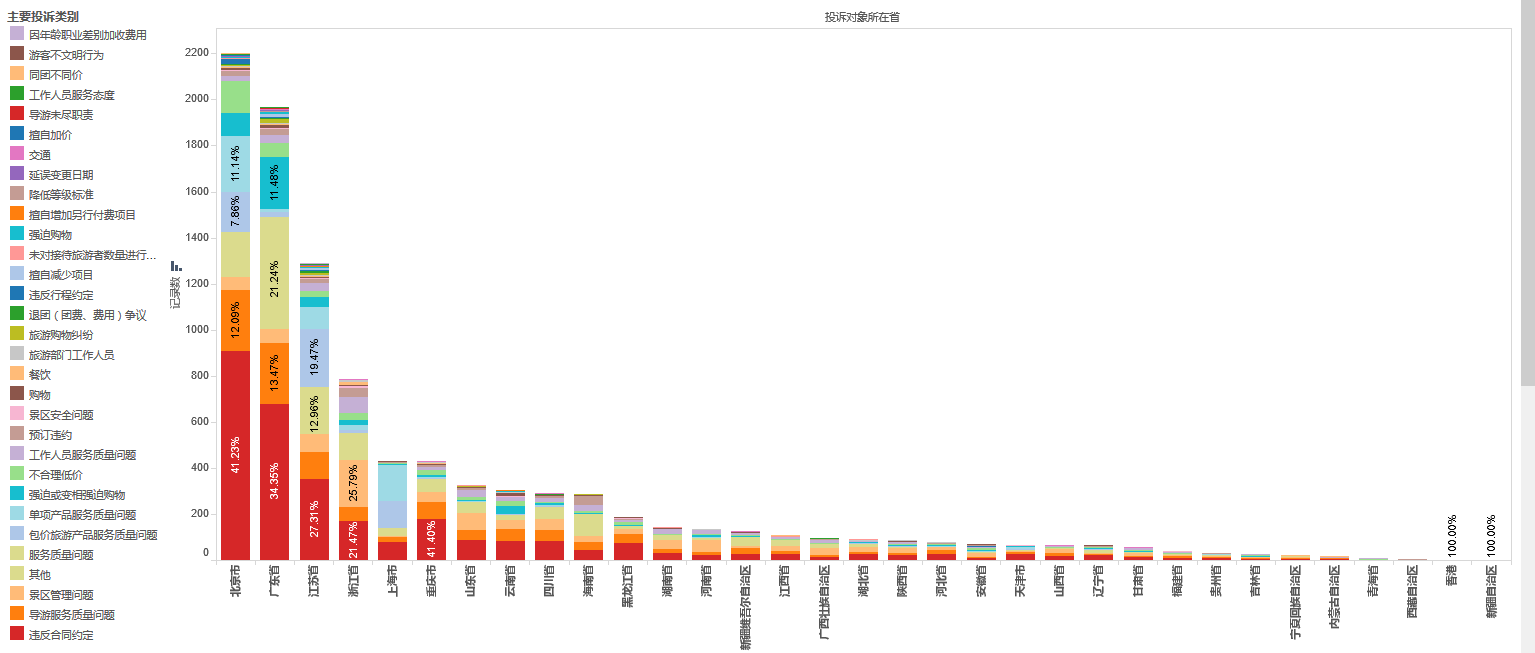 主要投诉类别
因年龄职业差别加收费用
游客不文明行为
同团不同价
工作人员服务态度
导游未尽职责
擅自加价
交通
延误变更日期
降低等级标准
擅自增加另行付费项目
强迫购物
未对接待旅游者数量进行...
擅自减少项目
违反行程约定
退团（团费、费用）争议
旅游购物纠纷
旅游部门工作人员
餐饮
购物
景区安全问题
预订违约
工作人员服务质量问题
不合理低价
强迫或变相强迫购物
单项产品服务质量问题
包价旅游产品服务质量问题
服务质量问题
其他
景区管理问题
导游服务质量问题
违反合同约定
投诉对象所在省
记录数
2200
2000
1800
1600
1400
1200
1000
800
600
400
200
0
11.14%
7.86%
12.09%
41.23%
11.48%
21.24%
13.47%
34.35%
19.47%
12.96%
27.31%
25.79%
21.47%
41.40%
100.00%
100.00%
北京市
广东省
江苏省
浙江省
上海市
重庆市
山东省
云南省
四川省
海南省
黑龙江省
湖南省
河南省
新疆维吾尔自治区
江西省
广西壮族自治区
湖北省
陕西省
河北省
安徽省
天津市
山西省
辽宁省
甘肃省
福建省
贵州省
吉林省
宁夏回族自治区
内蒙古自治区
青海省
西藏自治区
香港
新疆自治区